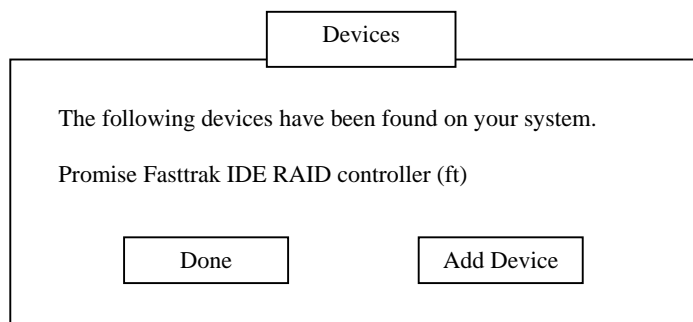 Devices
The following devices have been found on your system.
Promise Fasttrak IDE RAID controller (ft)
Done
Add Device